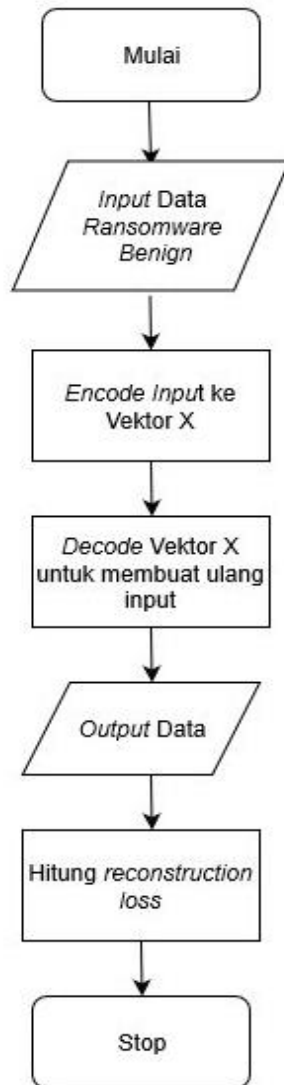 Mulai
Input Data
Ransomware
Benign
Encode Input ke
Vektor X
Decode Vektor X
untuk membuat ulang
input
Output Data
Hitung reconstruction
loss
Stop